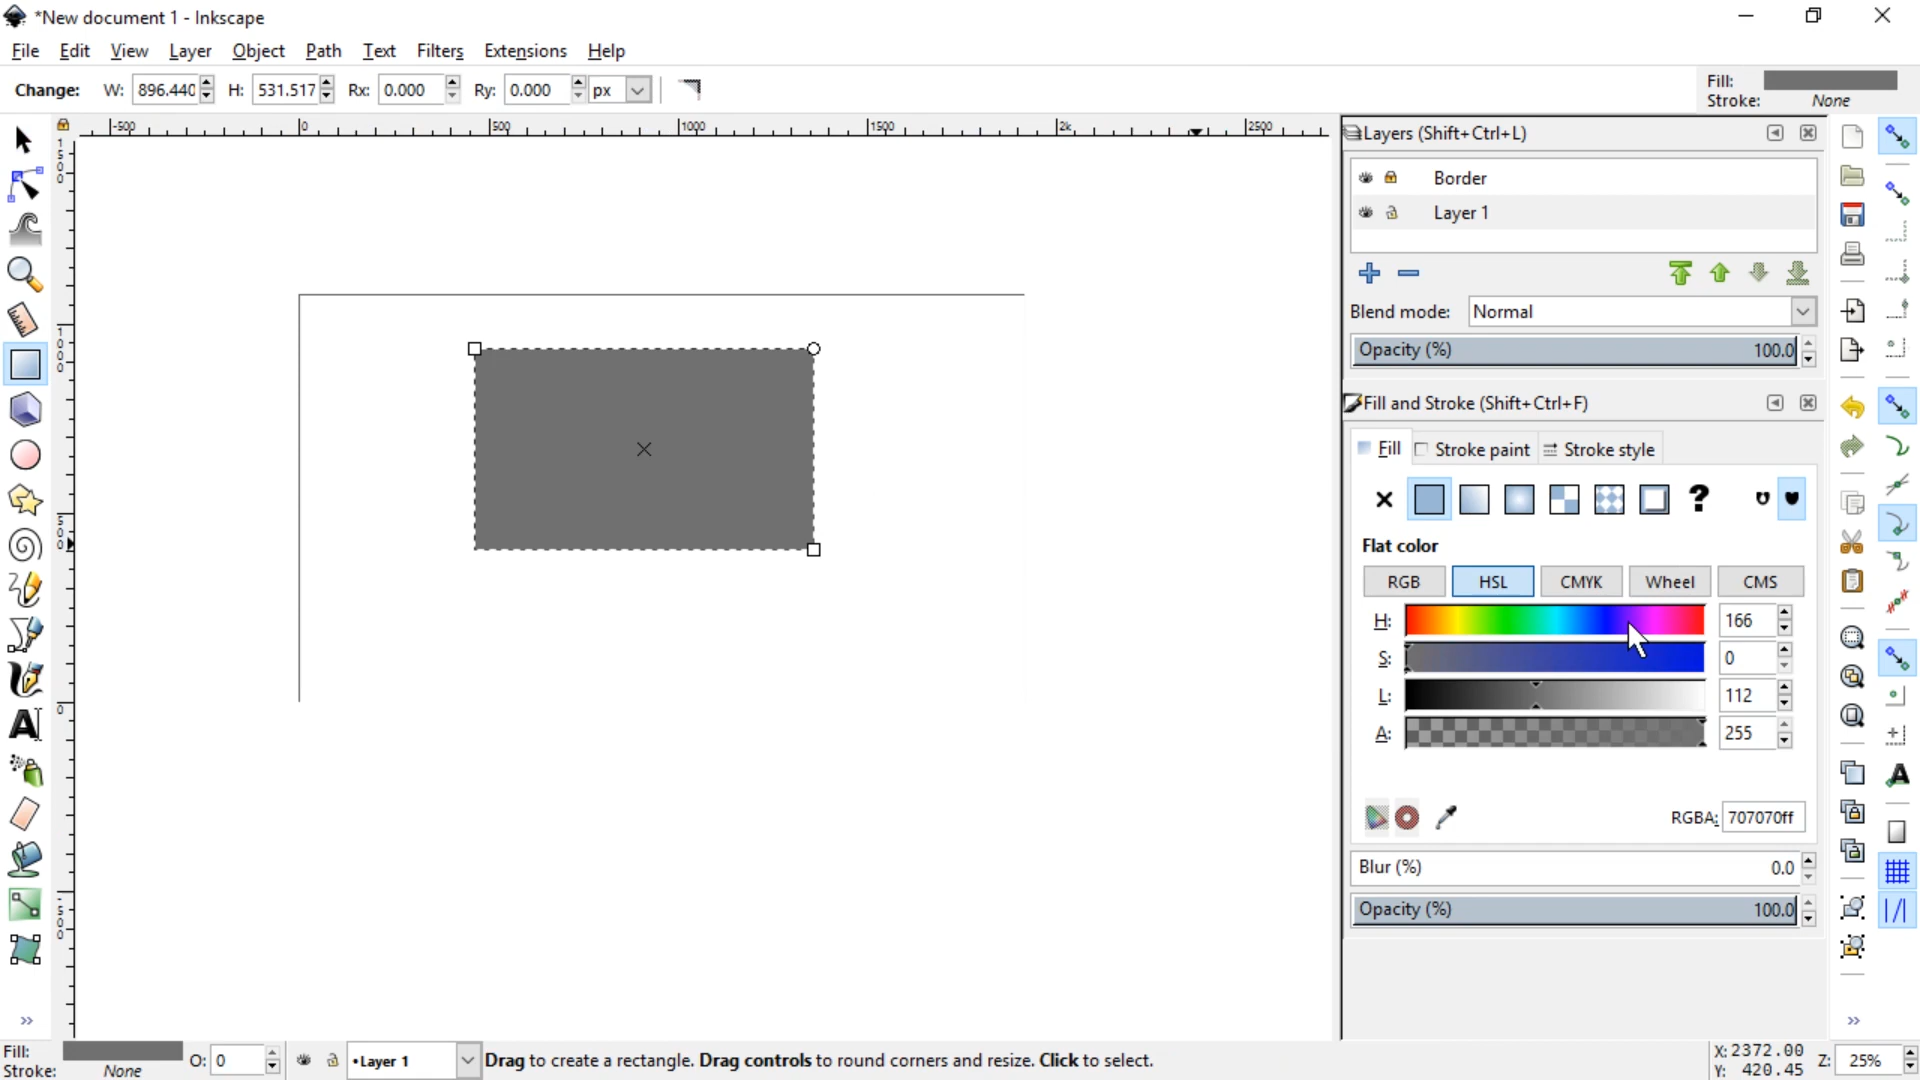 *New document 1 - Inkscape
File Edit View Layer Object Path Text Filters Extensions Help
Change: W: 896.440 H: 531.517 Rx: 0.000 Ry: 0.000 px
Fill:
Stroke: None
-500 0 500 1000 1500 2k 2500
1500
1000
500
0
-500
Layers (Shift+Ctrl+L)
Border
Layer 1
Blend mode: Normal
Opacity (%) 100.0
Fill and Stroke (Shift+Ctrl+F)
Fill Stroke paint Stroke style
Flat color
RGB HSL CMYK Wheel CMS
H: 166
S: 0
L: 112
A: 255
RGBA: 707070ff
Blur (%) 0.0
Opacity (%) 100.0
Fill:
Stroke: None
O: 0
•Layer 1
Drag to create a rectangle. Drag controls to round corners and resize. Click to select.
X: 2372.00
Y: 420.45
Z: 25%